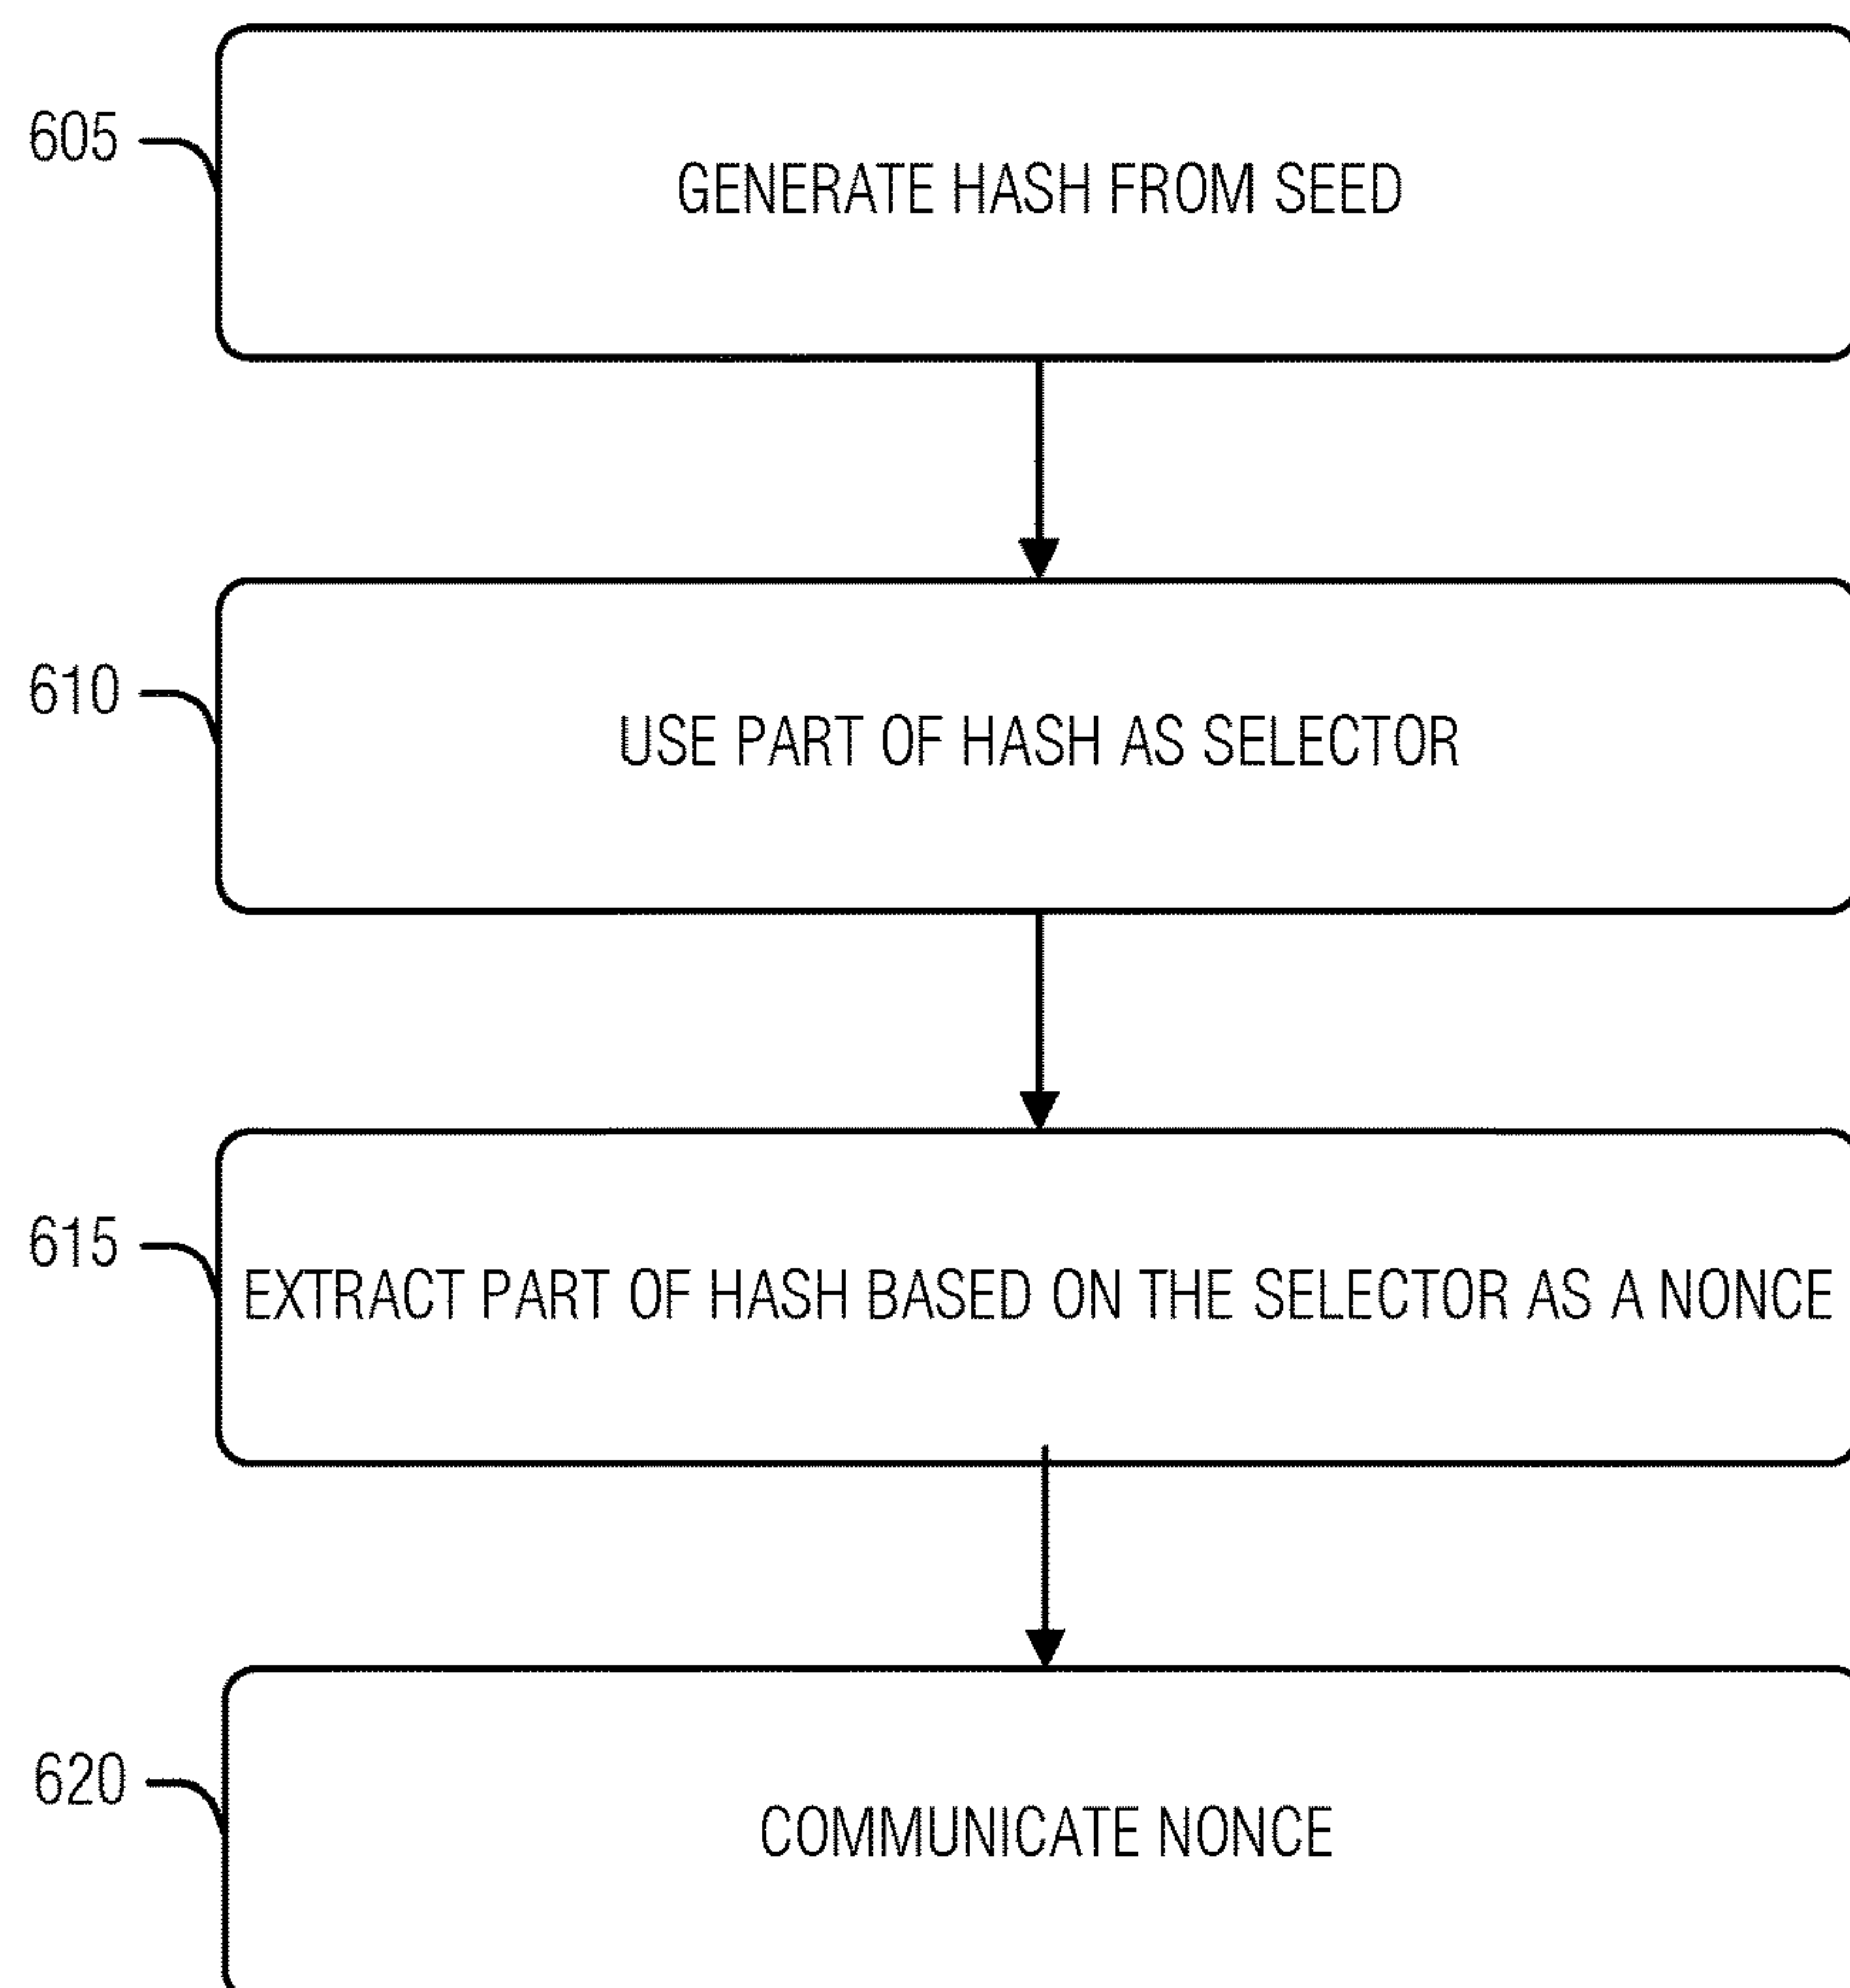 605
GENERATE HASH FROM SEED
610
USE PART OF HASH AS SELECTOR
615
EXTRACT PART OF HASH BASED ON THE SELECTOR AS A NONCE
620
COMMUNICATE NONCE